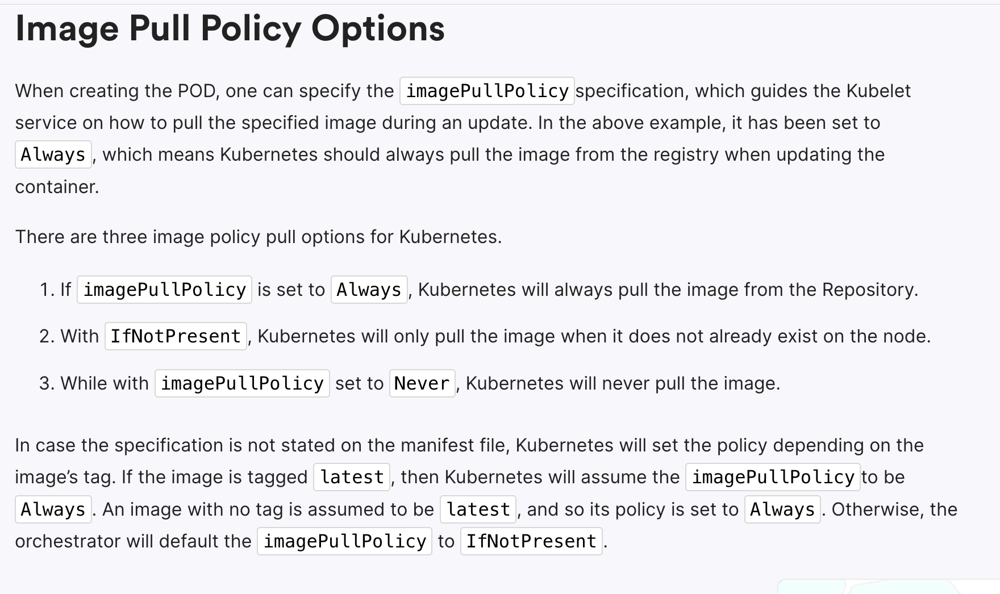 Image Pull Policy Options
When creating the POD, one can specify the imagePullPolicy specification, which guides the Kubelet
service on how to pull the specified image during an update. In the above example, it has been set to
Always, which means Kubernetes should always pull the image from the registry when updating the
container.
There are three image policy pull options for Kubernetes.
1. If imagePullPolicy is set to Always, Kubernetes will always pull the image from the Repository.
2. With IfNotPresent, Kubernetes will only pull the image when it does not already exist on the node.
3. While with imagePullPolicy set to Never, Kubernetes will never pull the image.
In case the specification is not stated on the manifest file, Kubernetes will set the policy depending on the
image’s tag. If the image is tagged latest, then Kubernetes will assume the imagePullPolicy to be
Always. An image with no tag is assumed to be latest, and so its policy is set to Always. Otherwise, the
orchestrator will default the imagePullPolicy to IfNotPresent.